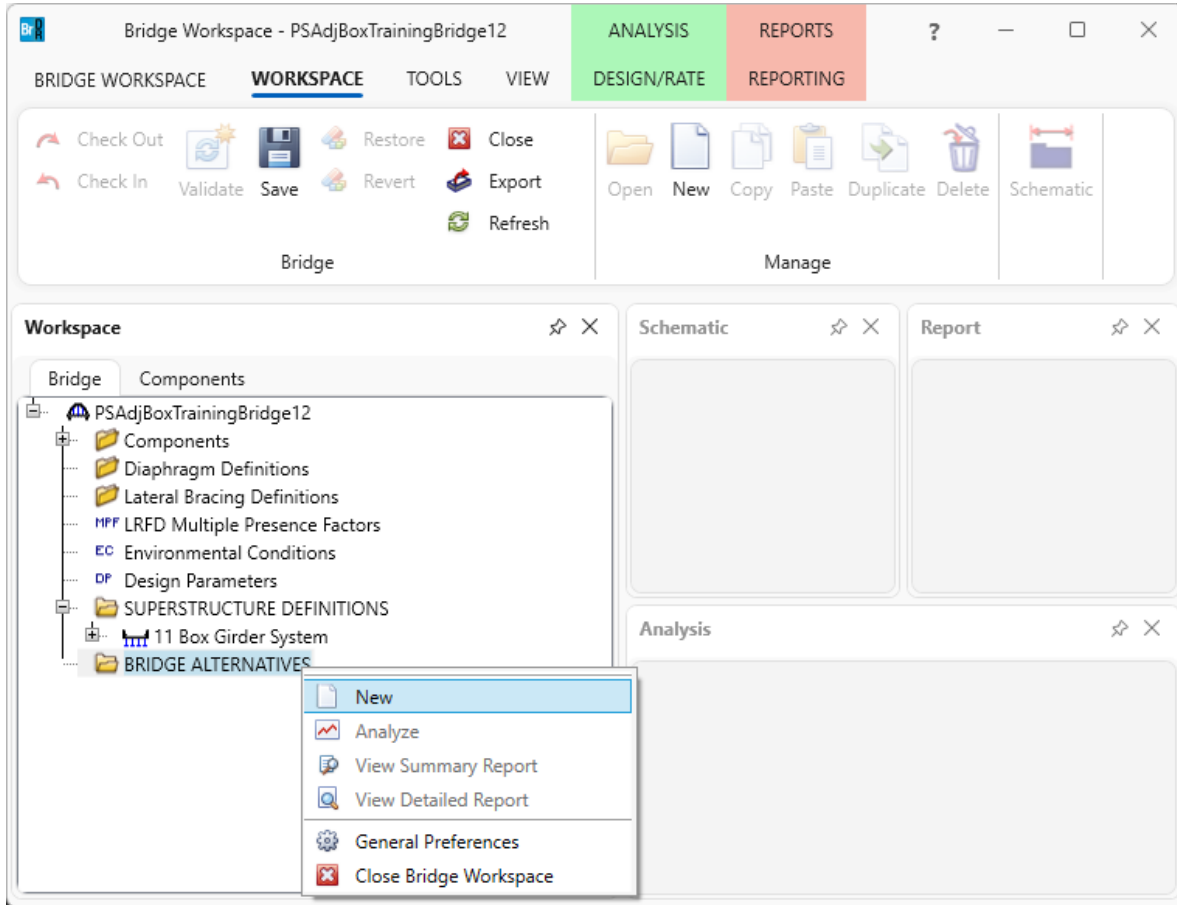 Br DR Bridge Workspace - PSAdjBoxTrainingBridge12 ANALYSIS REPORTS ?
BRIDGE WORKSPACE WORKSPACE TOOLS VIEW DESIGN/RATE REPORTING
Check Out
Check In
Validate
Save
Restore
Revert
Close
Export
Refresh
Bridge
Open New Copy Paste Duplicate Delete
Manage
Schematic
Workspace
Bridge Components
PSAdjBoxTrainingBridge12
Components
Diaphragm Definitions
Lateral Bracing Definitions
MPF LRFD Multiple Presence Factors
EC Environmental Conditions
DP Design Parameters
SUPERSTRUCTURE DEFINITIONS
11 Box Girder System
BRIDGE ALTERNATIVES
New
Analyze
View Summary Report
View Detailed Report
General Preferences
Close Bridge Workspace
Schematic
Report
Analysis